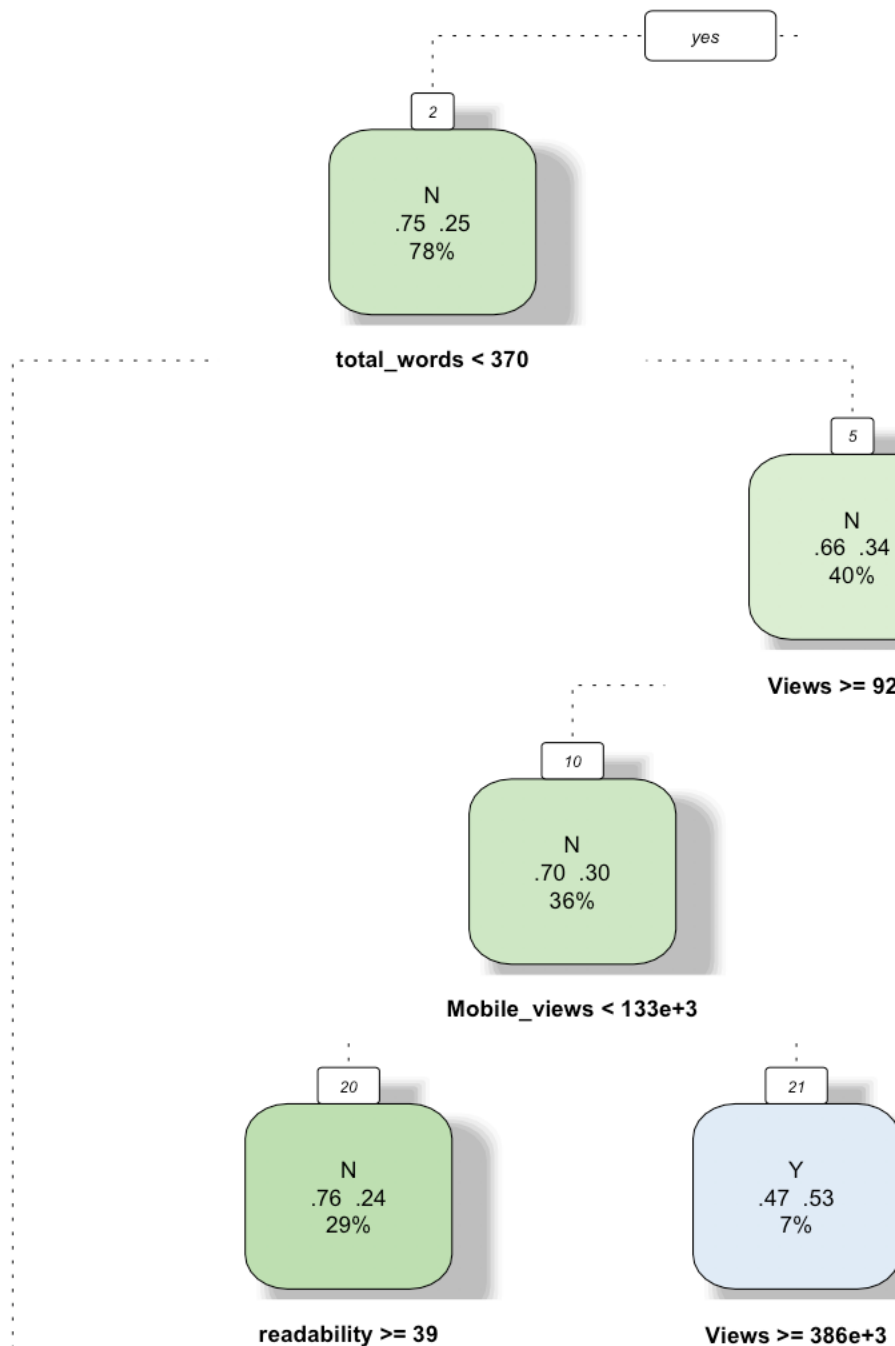 yes
2
N
.75 .25
78%
total_words < 370
5
N
.66 .34
40%
Views >= 92
10
N
.70 .30
36%
Mobile_views < 133e+3
20
21
N
.76 .24
29%
Y
.47 .53
7%
readability >= 39
Views >= 386e+3